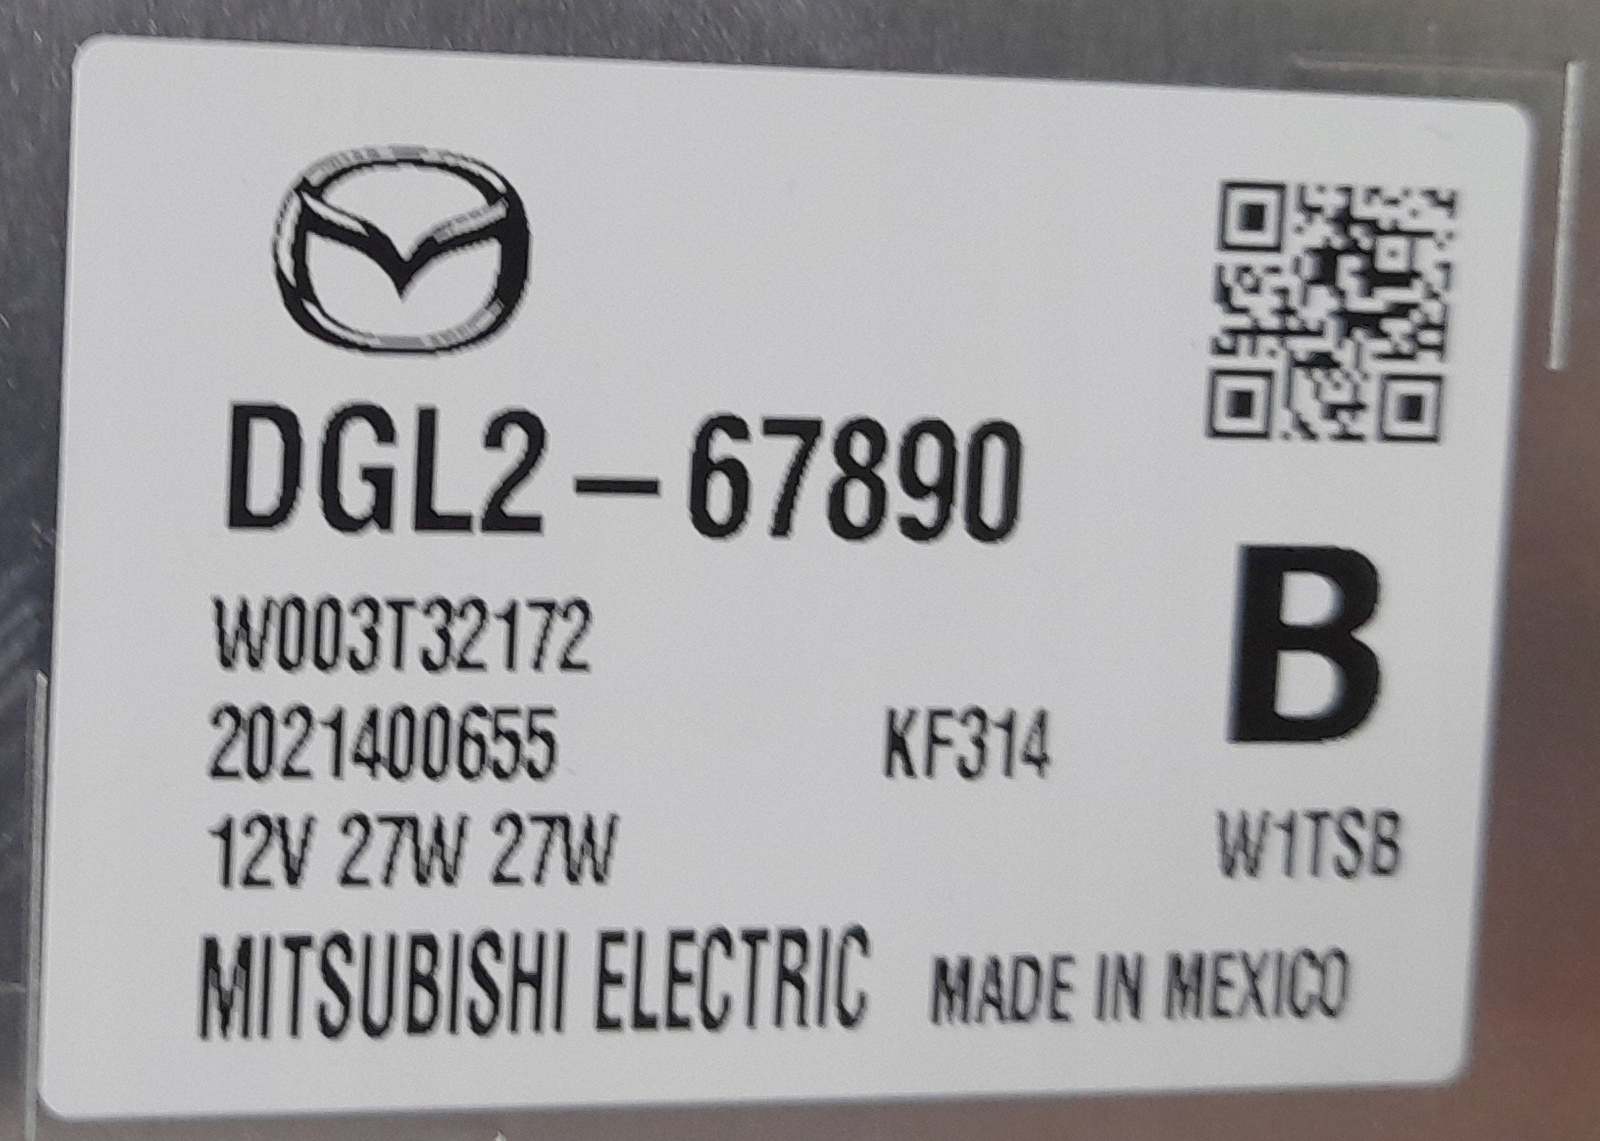 DGL2-67890
W003T32172
2021400655 KF314
B
12V 27W 27W W1TSB
MITSUBISHI ELECTRIC MADE IN MEXICO